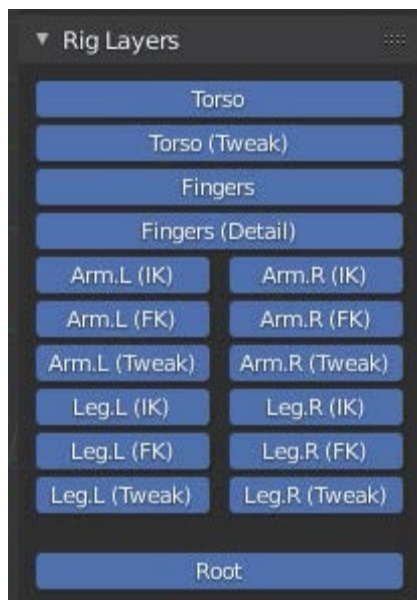 Rig Layers
Torso
Torso (Tweak)
Fingers
Fingers (Detail)
Arm.L (IK) Arm.R (IK)
Arm.L (FK) Arm.R (FK)
Arm.L (Tweak) Arm.R (Tweak)
Leg.L (IK) Leg.R (IK)
Leg.L (FK) Leg.R (FK)
Leg.L (Tweak) Leg.R (Tweak)
Root